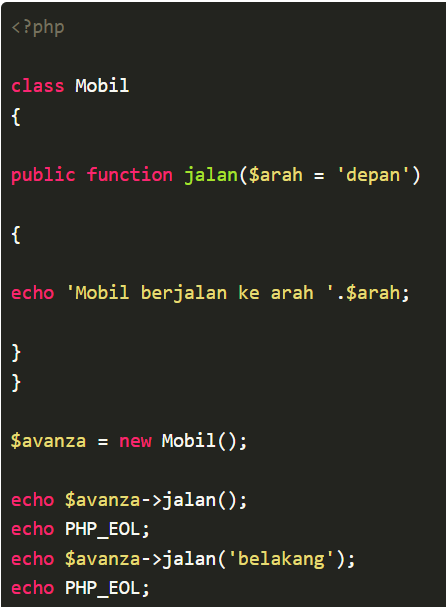 <?php
class Mobil
{
public function jalan($arah = 'depan')
{
echo 'Mobil berjalan ke arah '.$arah;
}
}
$avanza = new Mobil();
echo $avanza->jalan();
echo PHP_EOL;
echo $avanza->jalan('belakang');
echo PHP_EOL;